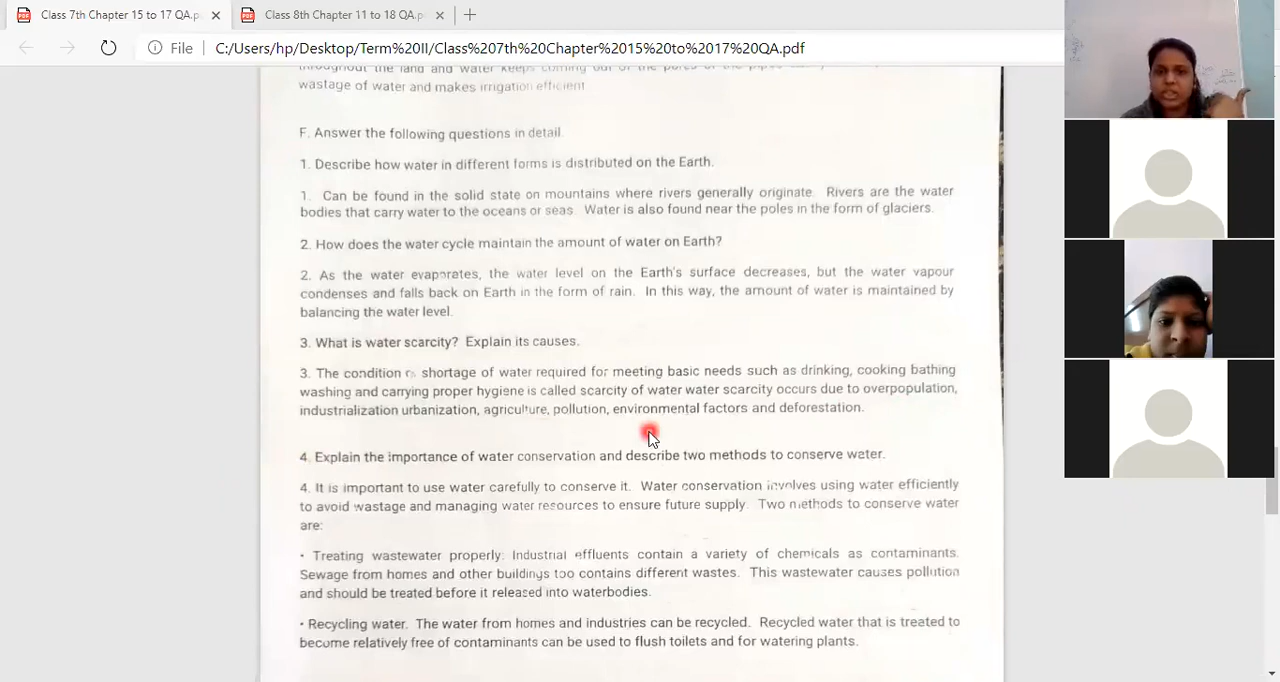 Class 7th Chapter 15 to 17 QA.p
Class 8th Chapter 11 to 18 QA.p
File C:/Users/hp/Desktop/Term%20II/Class%207th%20Chapter%2015%20to%2017%20QA.pdf
throughout the land and water keeps coming out of the pores of the pipes
wastage of water and makes irrigation efficient
F. Answer the following questions in detail
1. Describe how water in different forms is distributed on the Earth.
1. Can be found in the solid state on mountains where rivers generally originate. Rivers are the water
bodies that carry water to the oceans or seas Water is also found near the poles in the form of glaciers.
2. How does the water cycle maintain the amount of water on Earth?
2. As the water evaporates, the water level on the Earth's surface decreases, but the water vapour
condenses and falls back on Earth in the form of rain. In this way, the amount of water is maintained by
balancing the water level.
3. What is water scarcity? Explain its causes.
3. The condition shortage of water required for meeting basic needs such as drinking, cooking bathing
washing and carrying proper hygiene is called scarcity of water water scarcity occurs due to overpopulation,
industrialization urbanization, agriculture, pollution, environmental factors and deforestation.
4. Explain the importance of water conservation and describe two methods to conserve water.
4. It is important to use water carefully to conserve it. Water conservation involves using water efficiently
to avoid wastage and managing water resources to ensure future supply. Two methods to conserve water
are:
• Treating wastewater properly: Industrial effluents contain a variety of chemicals as contaminants.
Sewage from homes and other buildings too contains different wastes. This wastewater causes pollution
and should be treated before it released into waterbodies.
• Recycling water. The water from homes and industries can be recycled. Recycled water that is treated to
become relatively free of contaminants can be used to flush toilets and for watering plants.